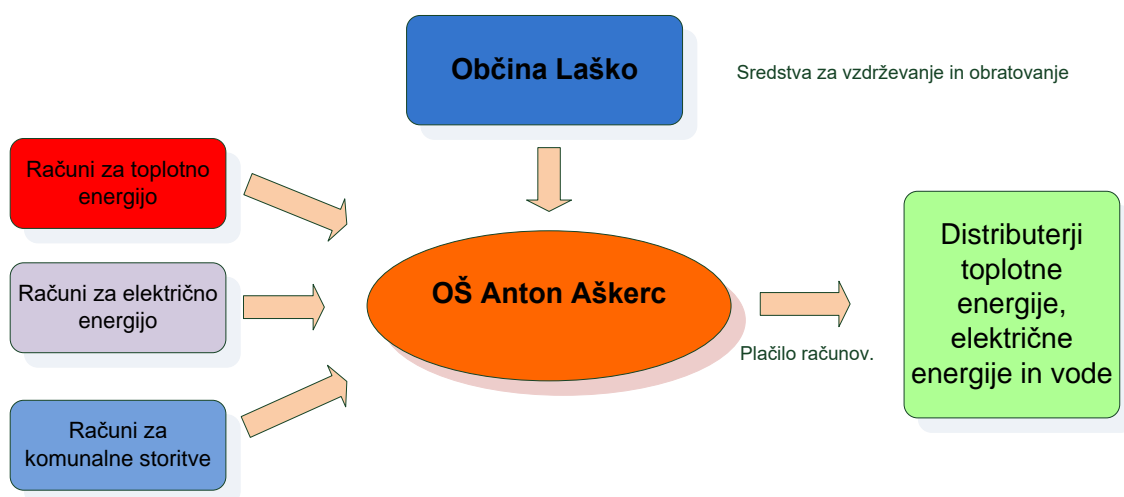 Občina Laško
Sredstva za vzdrževanje in obratovanje
Računi za toplotno
energijo
Računi za električno
energijo
Računi za
komunalne storitve
OŠ Anton Aškerc
Plačilo računov.
Distributerji
toplotne
energije,
električne
energije in vode